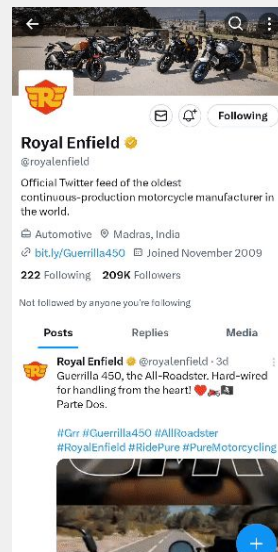 R
Following
Royal Enfield
@royalenfield
Official Twitter feed of the oldest
continuous-production motorcycle manufacturer in
the world.
Automotive Madras, India
bit.ly/Guerrilla450 Joined November 2009
222 Following 209K Followers
Not followed by anyone you're following
Posts Replies Media
Royal Enfield @royalenfield · 3d
Guerrilla 450, the All-Roadster. Hard-wired
for handling from the heart! ❤️🏍️🏴‍☠️
Parte Dos.
#Grr #Guerrilla450 #AllRoadster
#RoyalEnfield #RidePure #PureMotorcycling